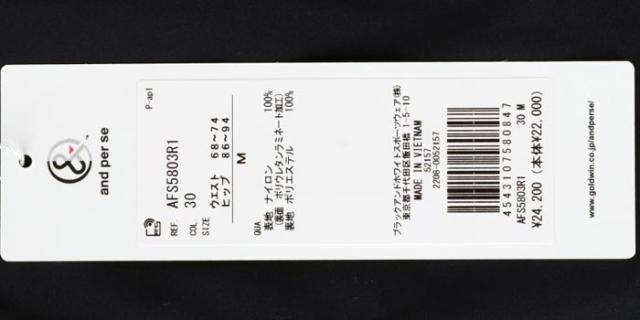 and per se
P-apl
REF. AFS5803R1
COL. 30
SIZE ウエスト 68~74
ヒップ 86~94
M
QUA
表地 ナイロン 100%
(裏面 ポリウレタンラミネート加工)
裏地 ポリエステル 100%
ブラックアンドホワイトスポーツウェア(株)
東京都千代田区飯田橋 1-5-10
MADE IN VIETNAM
52157
2208-0052157
4543107580847
AFS5803R1 30 M
¥24,200 (本体¥22,000)
www.goldwin.co.jp/andperse/